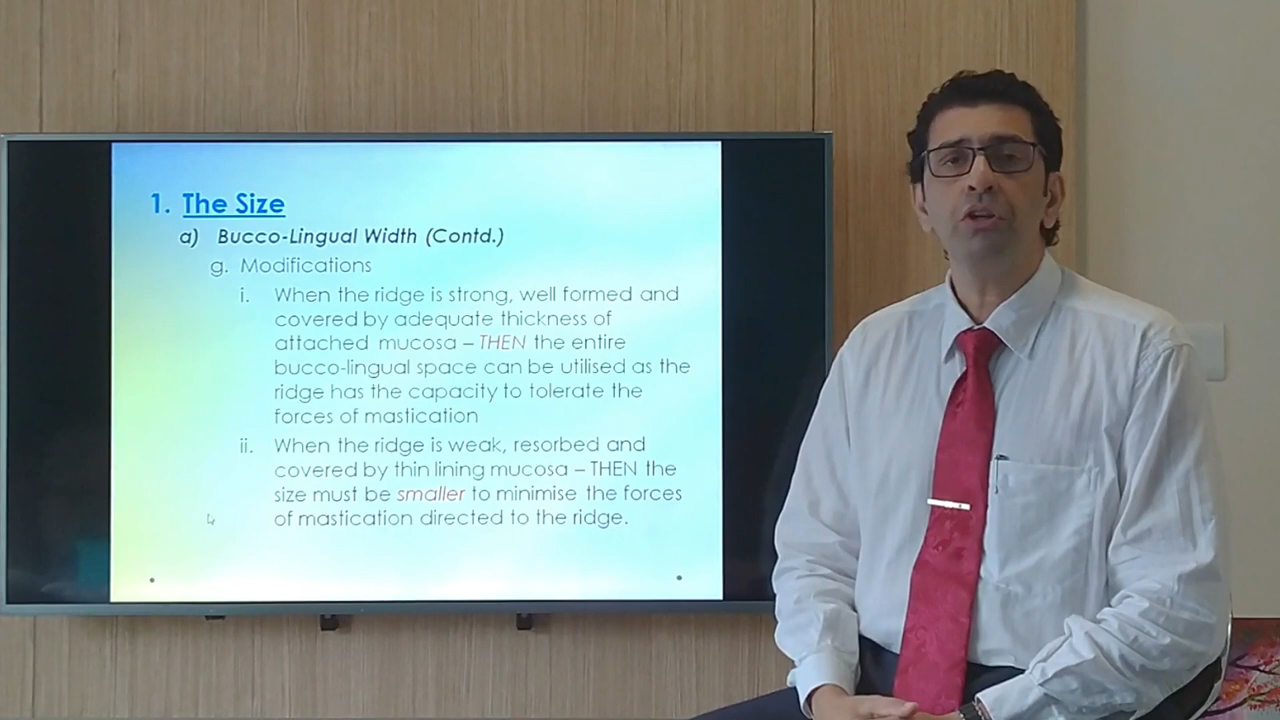 1. The Size
a) Bucco-Lingual Width (Contd.)
g. Modifications
i. When the ridge is strong, well formed and
covered by adequate thickness of
attached mucosa – THEN the entire
bucco-lingual space can be utilised as the
ridge has the capacity to tolerate the
forces of mastication
ii. When the ridge is weak, resorbed and
covered by thin lining mucosa – THEN the
size must be smaller to minimise the forces
of mastication directed to the ridge.